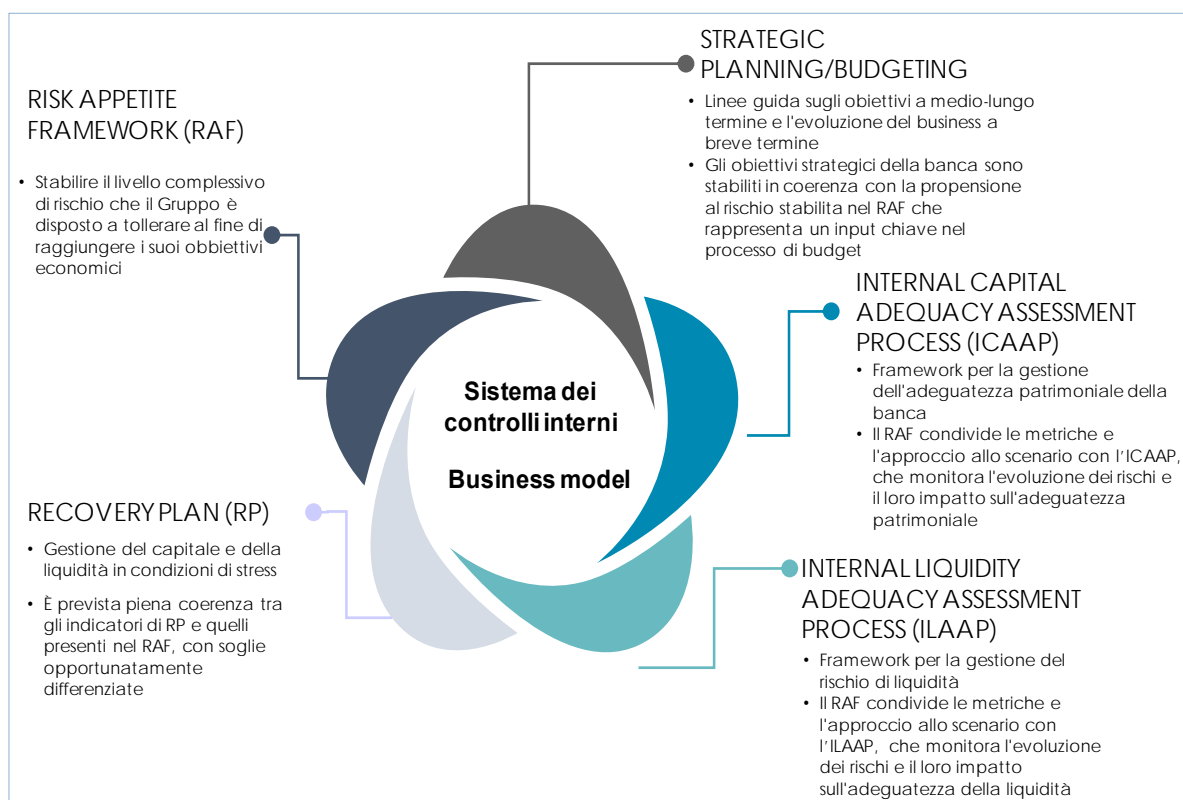 RISK APPETITE
FRAMEWORK (RAF)
• Stabilire il livello complessivo
di rischio che il Gruppo è
disposto a tollerare al fine di
raggiungere i suoi obbiettivi
economici
STRATEGIC
PLANNING/BUDGETING
• Linee guida sugli obiettivi a medio-lungo
termine e l'evoluzione del business a
breve termine
• Gli obiettivi strategici della banca sono
stabiliti in coerenza con la propensione
al rischio stabilita nel RAF che
rappresenta un input chiave nel
processo di budget
INTERNAL CAPITAL
ADEQUACY ASSESSMENT
PROCESS (ICAAP)
• Framework per la gestione
dell'adeguatezza patrimoniale della
banca
• Il RAF condivide le metriche e
l'approccio allo scenario con l'ICAAP,
che monitora l'evoluzione dei rischi e
il loro impatto sull'adeguatezza
patrimoniale
Sistema dei
controlli interni
Business model
RECOVERY PLAN (RP)
• Gestione del capitale e della
liquidità in condizioni di stress
• È prevista piena coerenza tra
gli indicatori di RP e quelli
presenti nel RAF, con soglie
opportunatamente
differenziate
INTERNAL LIQUIDITY
ADEQUACY ASSESSMENT
PROCESS (ILAAP)
• Framework per la gestione del
rischio di liquidità
• Il RAF condivide le metriche e
l'approccio allo scenario con
l'ILAAP, che monitora l'evoluzione
dei rischi e il loro impatto
sull'adeguatezza della liquidità